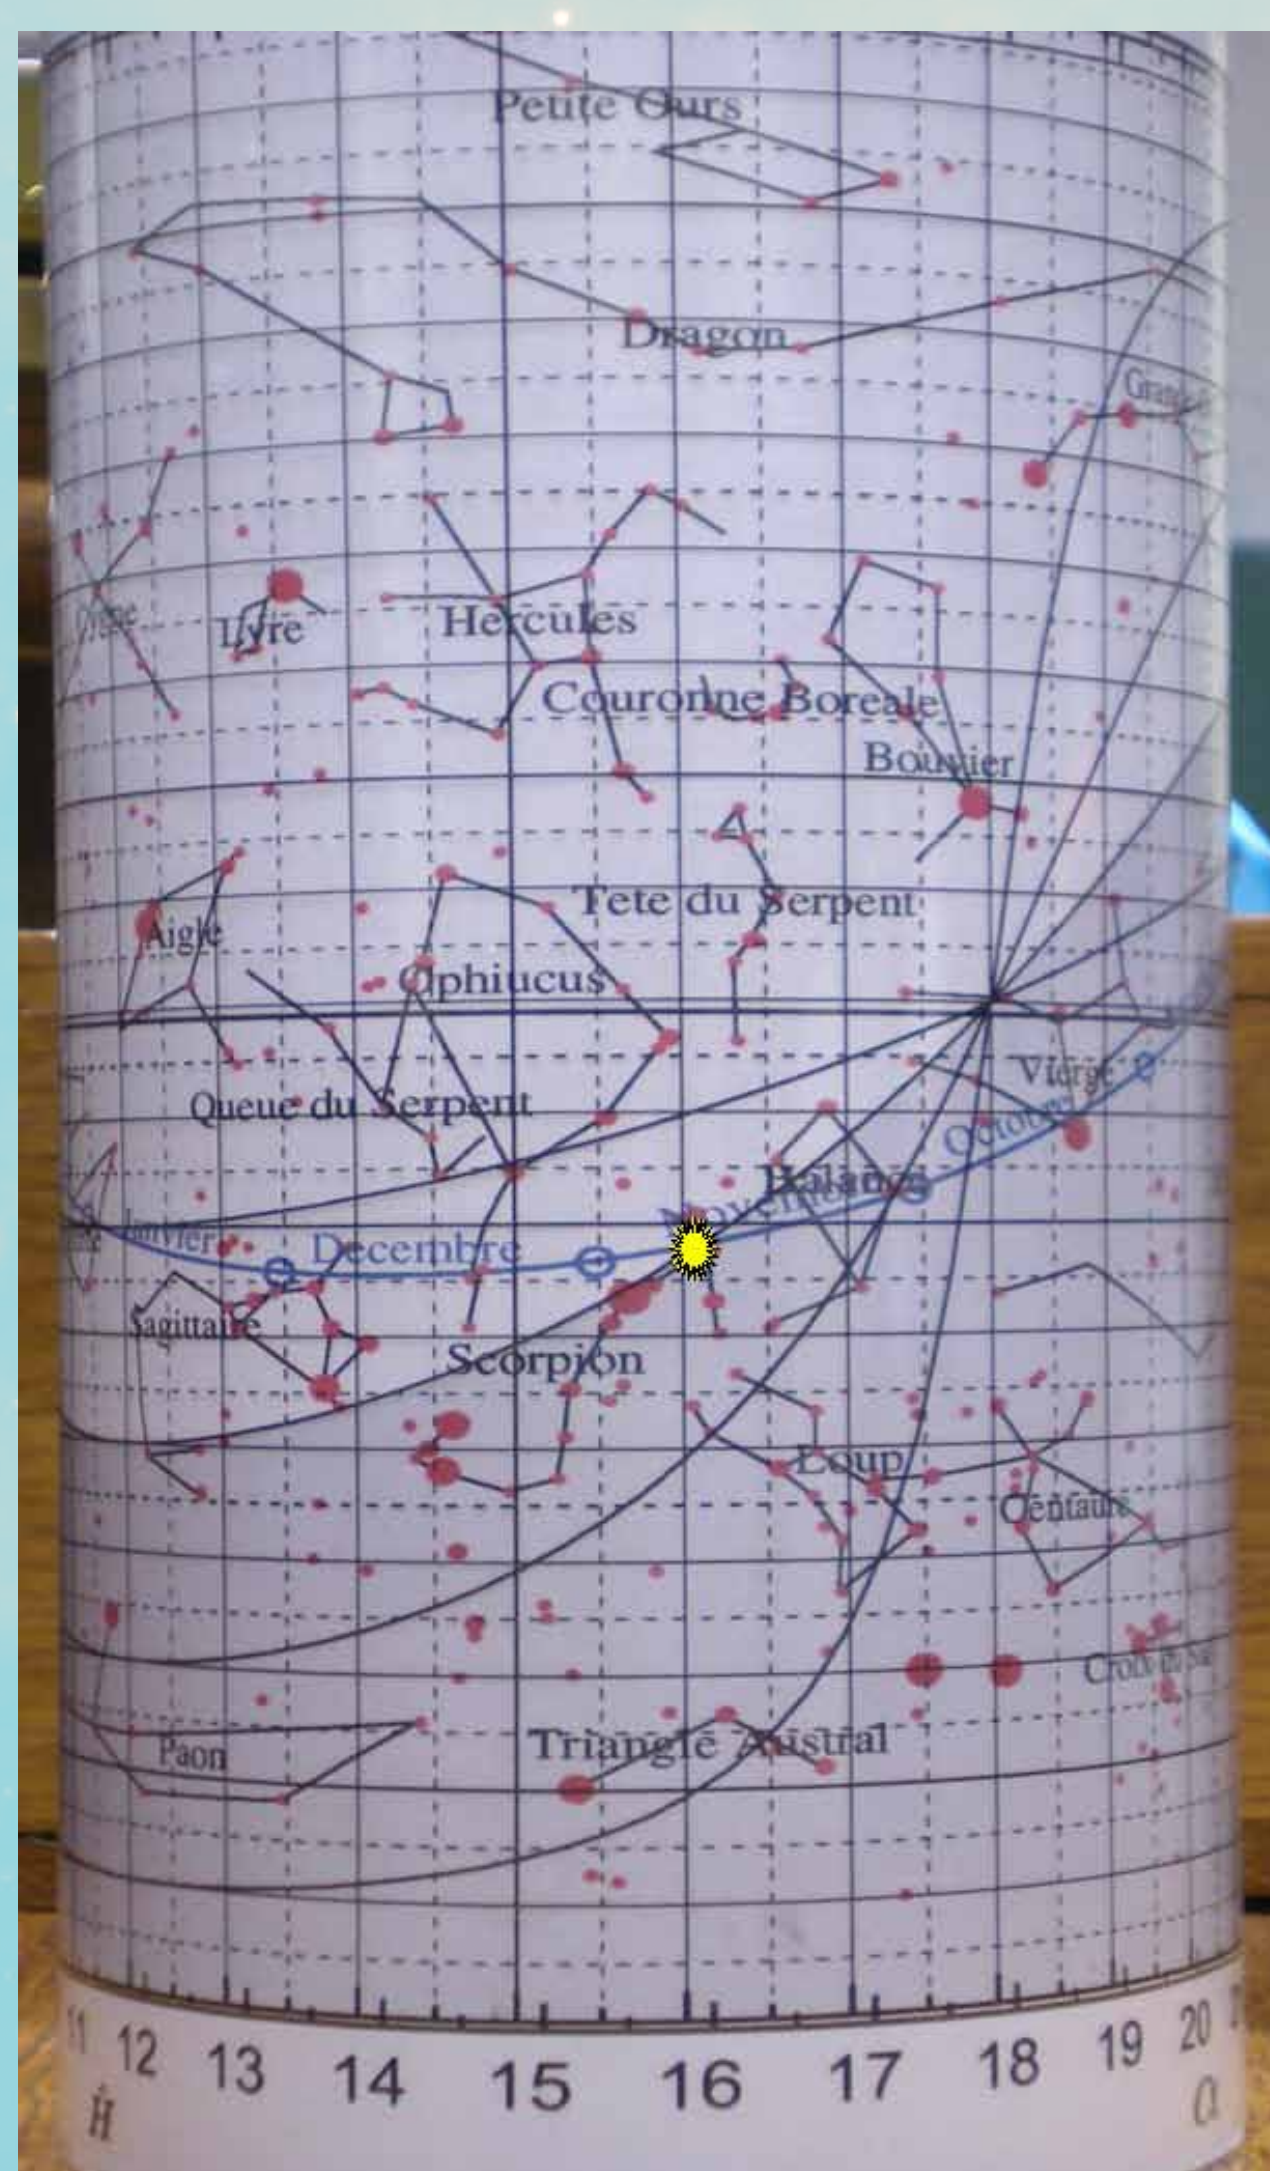 Petite Ours
Dragon
Grande
Cygne
Lyre
Hercules
Couronne Boreale
Bouvier
Aigle
Tete du Serpent
Ophiucus
Vierge
Queue du Serpent
Octobre
Balance
Novembre
Janvier
Decembre
Sagittaire
Scorpion
Loup
Centaure
Croix du Sud
Paon
Triangle Austral
11 12 13 14 15 16 17 18 19 20
H